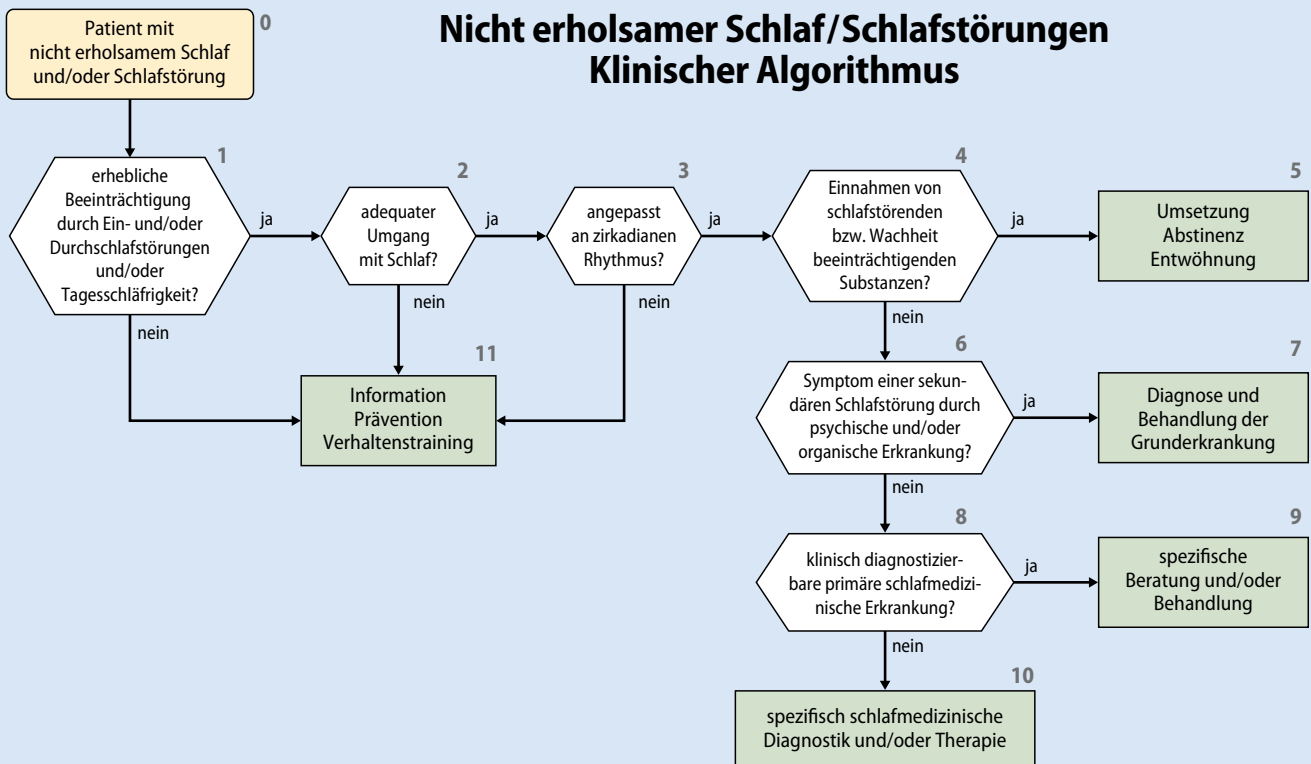 Nicht erholsamer Schlaf/Schlafstörungen
Klinischer Algorithmus
0
Patient mit
nicht erholsamem Schlaf
und/oder Schlafstörung
1
erhebliche
Beeinträchtigung
durch Ein- und/oder
Durchschlafstörungen
und/oder
Tagesschläfrigkeit?
ja
nein
2
adequater
Umgang
mit Schlaf?
ja
nein
3
angepasst
an zirkadianen
Rhythmus?
ja
nein
4
Einnahmen von
schlafstörenden
bzw. Wachheit
beeinträchtigenden
Substanzen?
ja
nein
5
Umsetzung
Abstinenz
Entwöhnung
11
Information
Prävention
Verhaltenstraining
6
Symptom einer sekun-
dären Schlafstörung durch
psychische und/oder
organische Erkrankung?
ja
nein
7
Diagnose und
Behandlung der
Grunderkrankung
8
klinisch diagnostizier-
bare primäre schlafmedizi-
nische Erkrankung?
ja
nein
9
spezifische
Beratung und/oder
Behandlung
10
spezifisch schlafmedizinische
Diagnostik und/oder Therapie